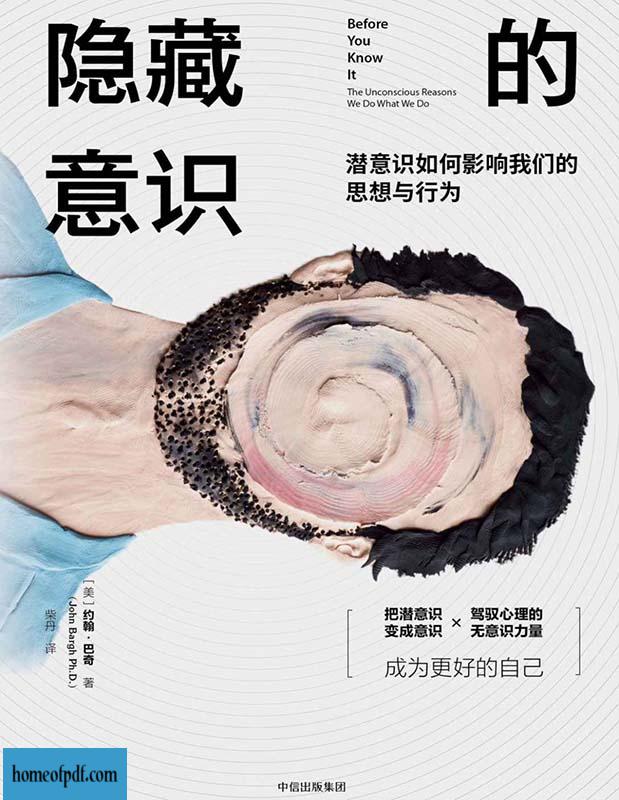 隐藏的
意识
Before
You
Know
It
The Unconscious Reasons
We Do What We Do
潜意识如何影响我们的
思想与行为
[美] 约翰·巴奇 著
(John Bargh Ph.D.)
柴丹 译
把潜意识 × 驾驭心理的
变成意识 无意识力量
成为更好的自己
homeofpdf.com
中信出版集团